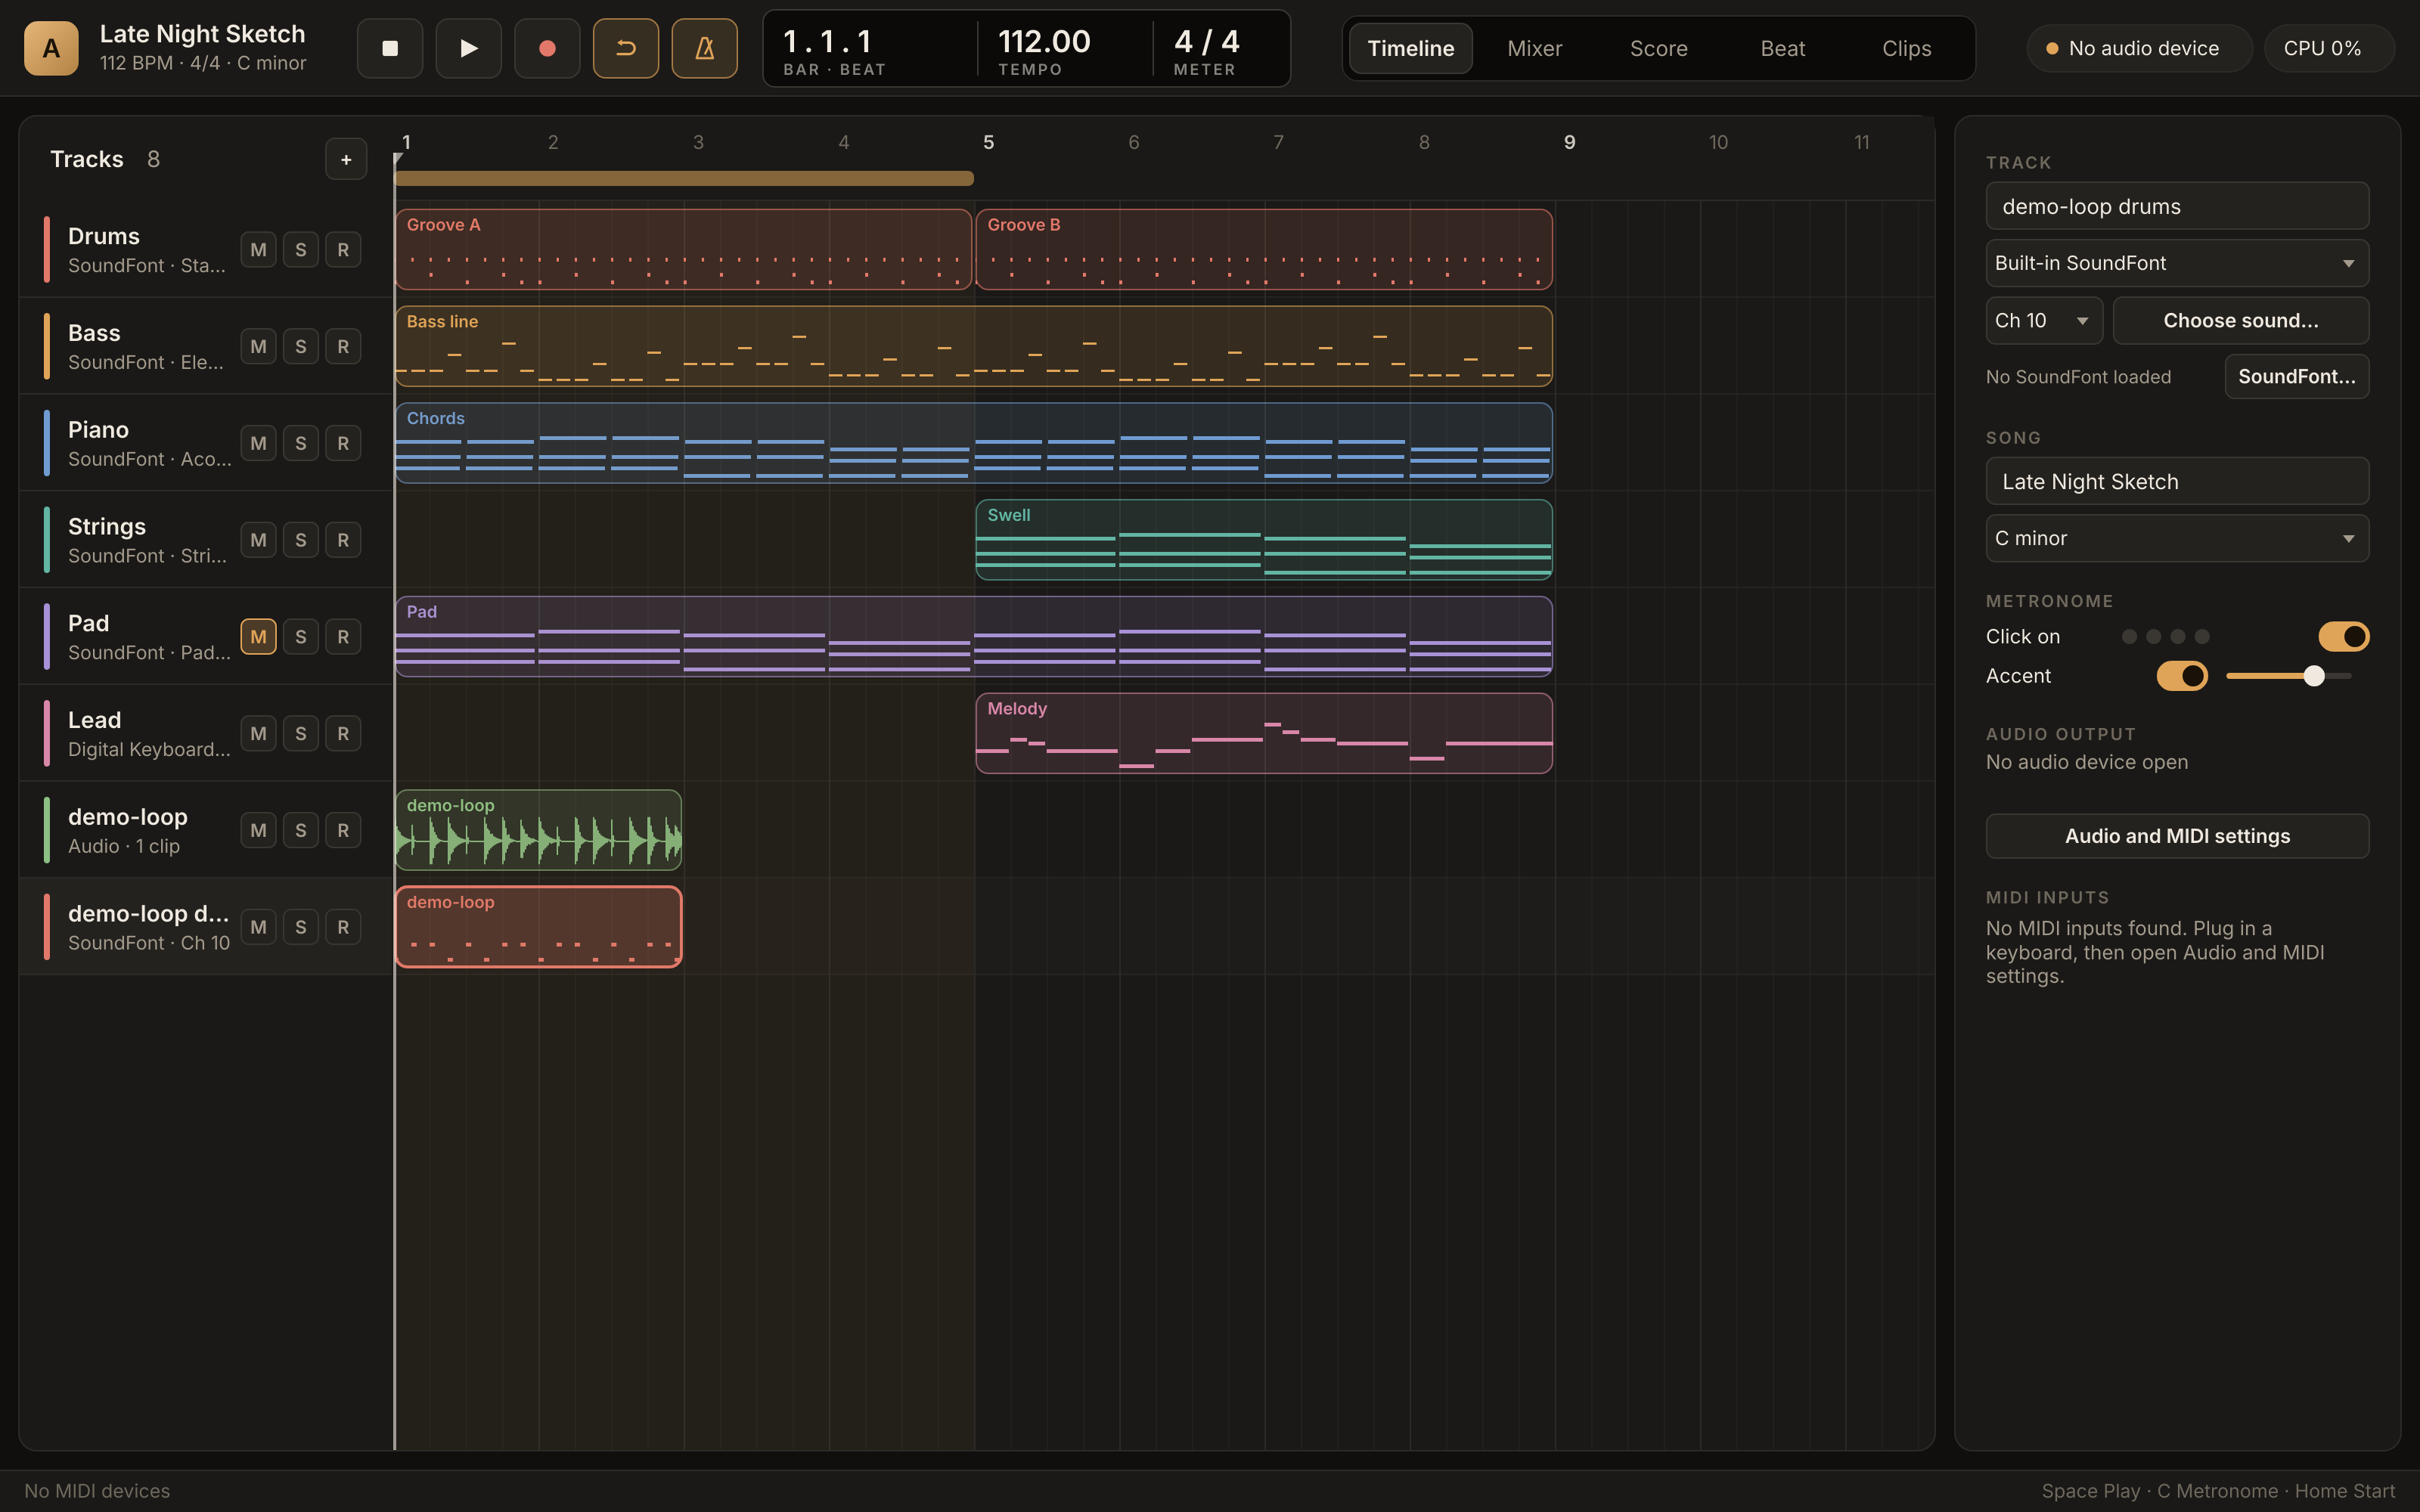 A
Late Night Sketch
112 BPM · 4/4 · C minor
1 . 1 . 1
BAR · BEAT
112.00
TEMPO
4 / 4
METER
Timeline
Mixer
Score
Beat
Clips
No audio device
CPU 0%
Tracks 8
+
1 2 3 4 5 6 7 8 9 10 11
Drums
SoundFont · Sta...
M S R
Groove A
Groove B
Bass
SoundFont · Ele...
M S R
Bass line
Piano
SoundFont · Aco...
M S R
Chords
Strings
SoundFont · Stri...
M S R
Swell
Pad
SoundFont · Pad...
M S R
Pad
Lead
Digital Keyboard...
M S R
Melody
demo-loop
Audio · 1 clip
M S R
demo-loop
demo-loop d...
SoundFont · Ch 10
M S R
demo-loop
TRACK
demo-loop drums
Built-in SoundFont
Ch 10
Choose sound...
No SoundFont loaded
SoundFont...
SONG
Late Night Sketch
C minor
METRONOME
Click on
Accent
AUDIO OUTPUT
No audio device open
Audio and MIDI settings
MIDI INPUTS
No MIDI inputs found. Plug in a
keyboard, then open Audio and MIDI
settings.
No MIDI devices
Space Play · C Metronome · Home Start